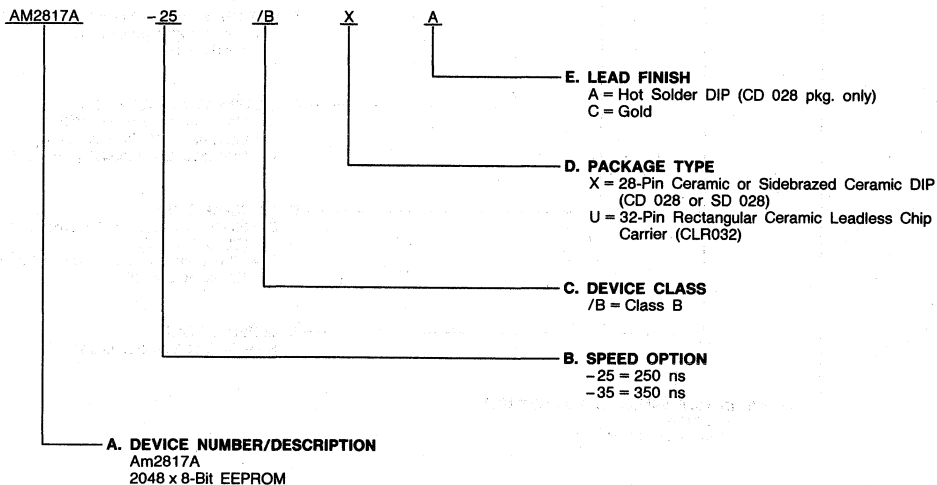 AM2817A -25 /B X A
E. LEAD FINISH
A = Hot Solder DIP (CD 028 pkg. only)
C = Gold
D. PACKAGE TYPE
X = 28-Pin Ceramic or Sidebrazed Ceramic DIP
(CD 028 or SD 028)
U = 32-Pin Rectangular Ceramic Leadless Chip
Carrier (CLR032)
C. DEVICE CLASS
/B = Class B
B. SPEED OPTION
-25 = 250 ns
-35 = 350 ns
A. DEVICE NUMBER/DESCRIPTION
Am2817A
2048 x 8-Bit EEPROM